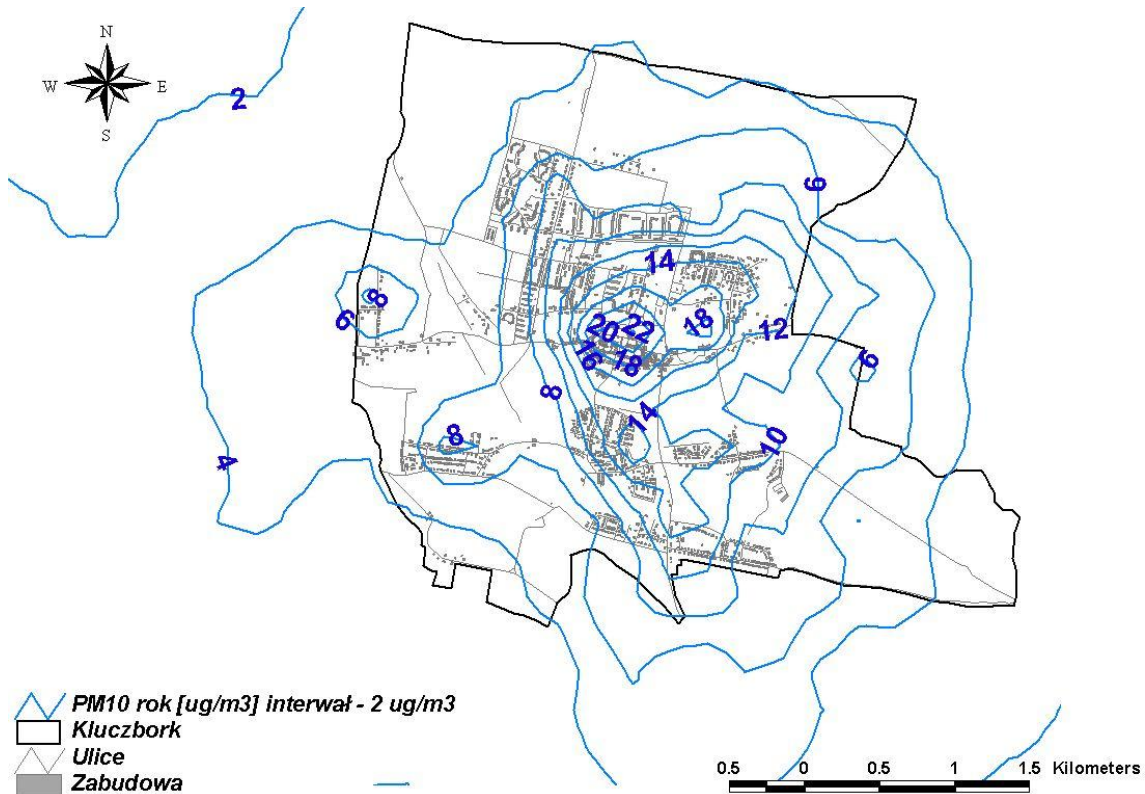 N
W E
S
2
6
14
8
6
20 22 18
12
16 18
6
8
14
8
10
4
PM10 rok [ug/m3] interwał - 2 ug/m3
Kluczbork
Ulice
Zabudowa
0.5 0 0.5 1 1.5 Kilometers